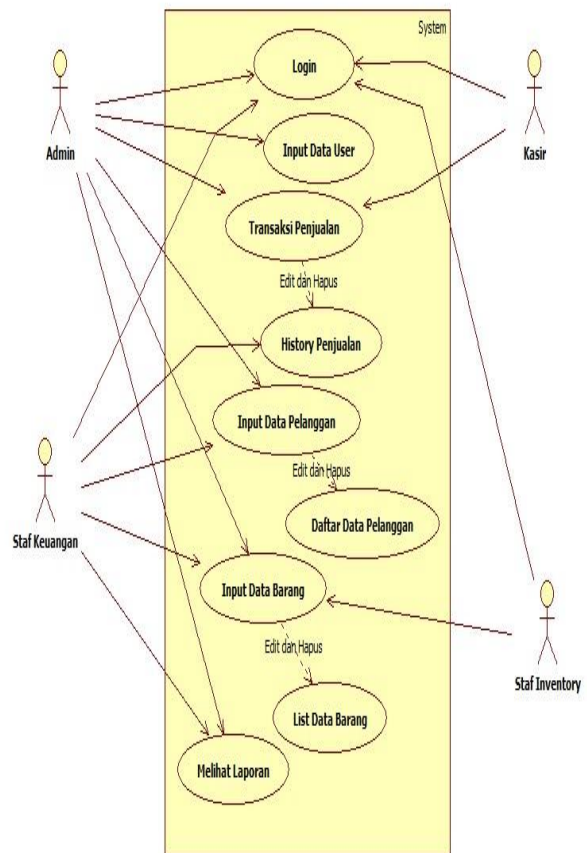 System
Login
Admin
Kasir
Input Data User
Transaksi Penjualan
Edit dan Hapus
History Penjualan
Input Data Pelanggan
Edit dan Hapus
Daftar Data Pelanggan
Staf Keuangan
Input Data Barang
Edit dan Hapus
Staf Inventory
List Data Barang
Melihat Laporan